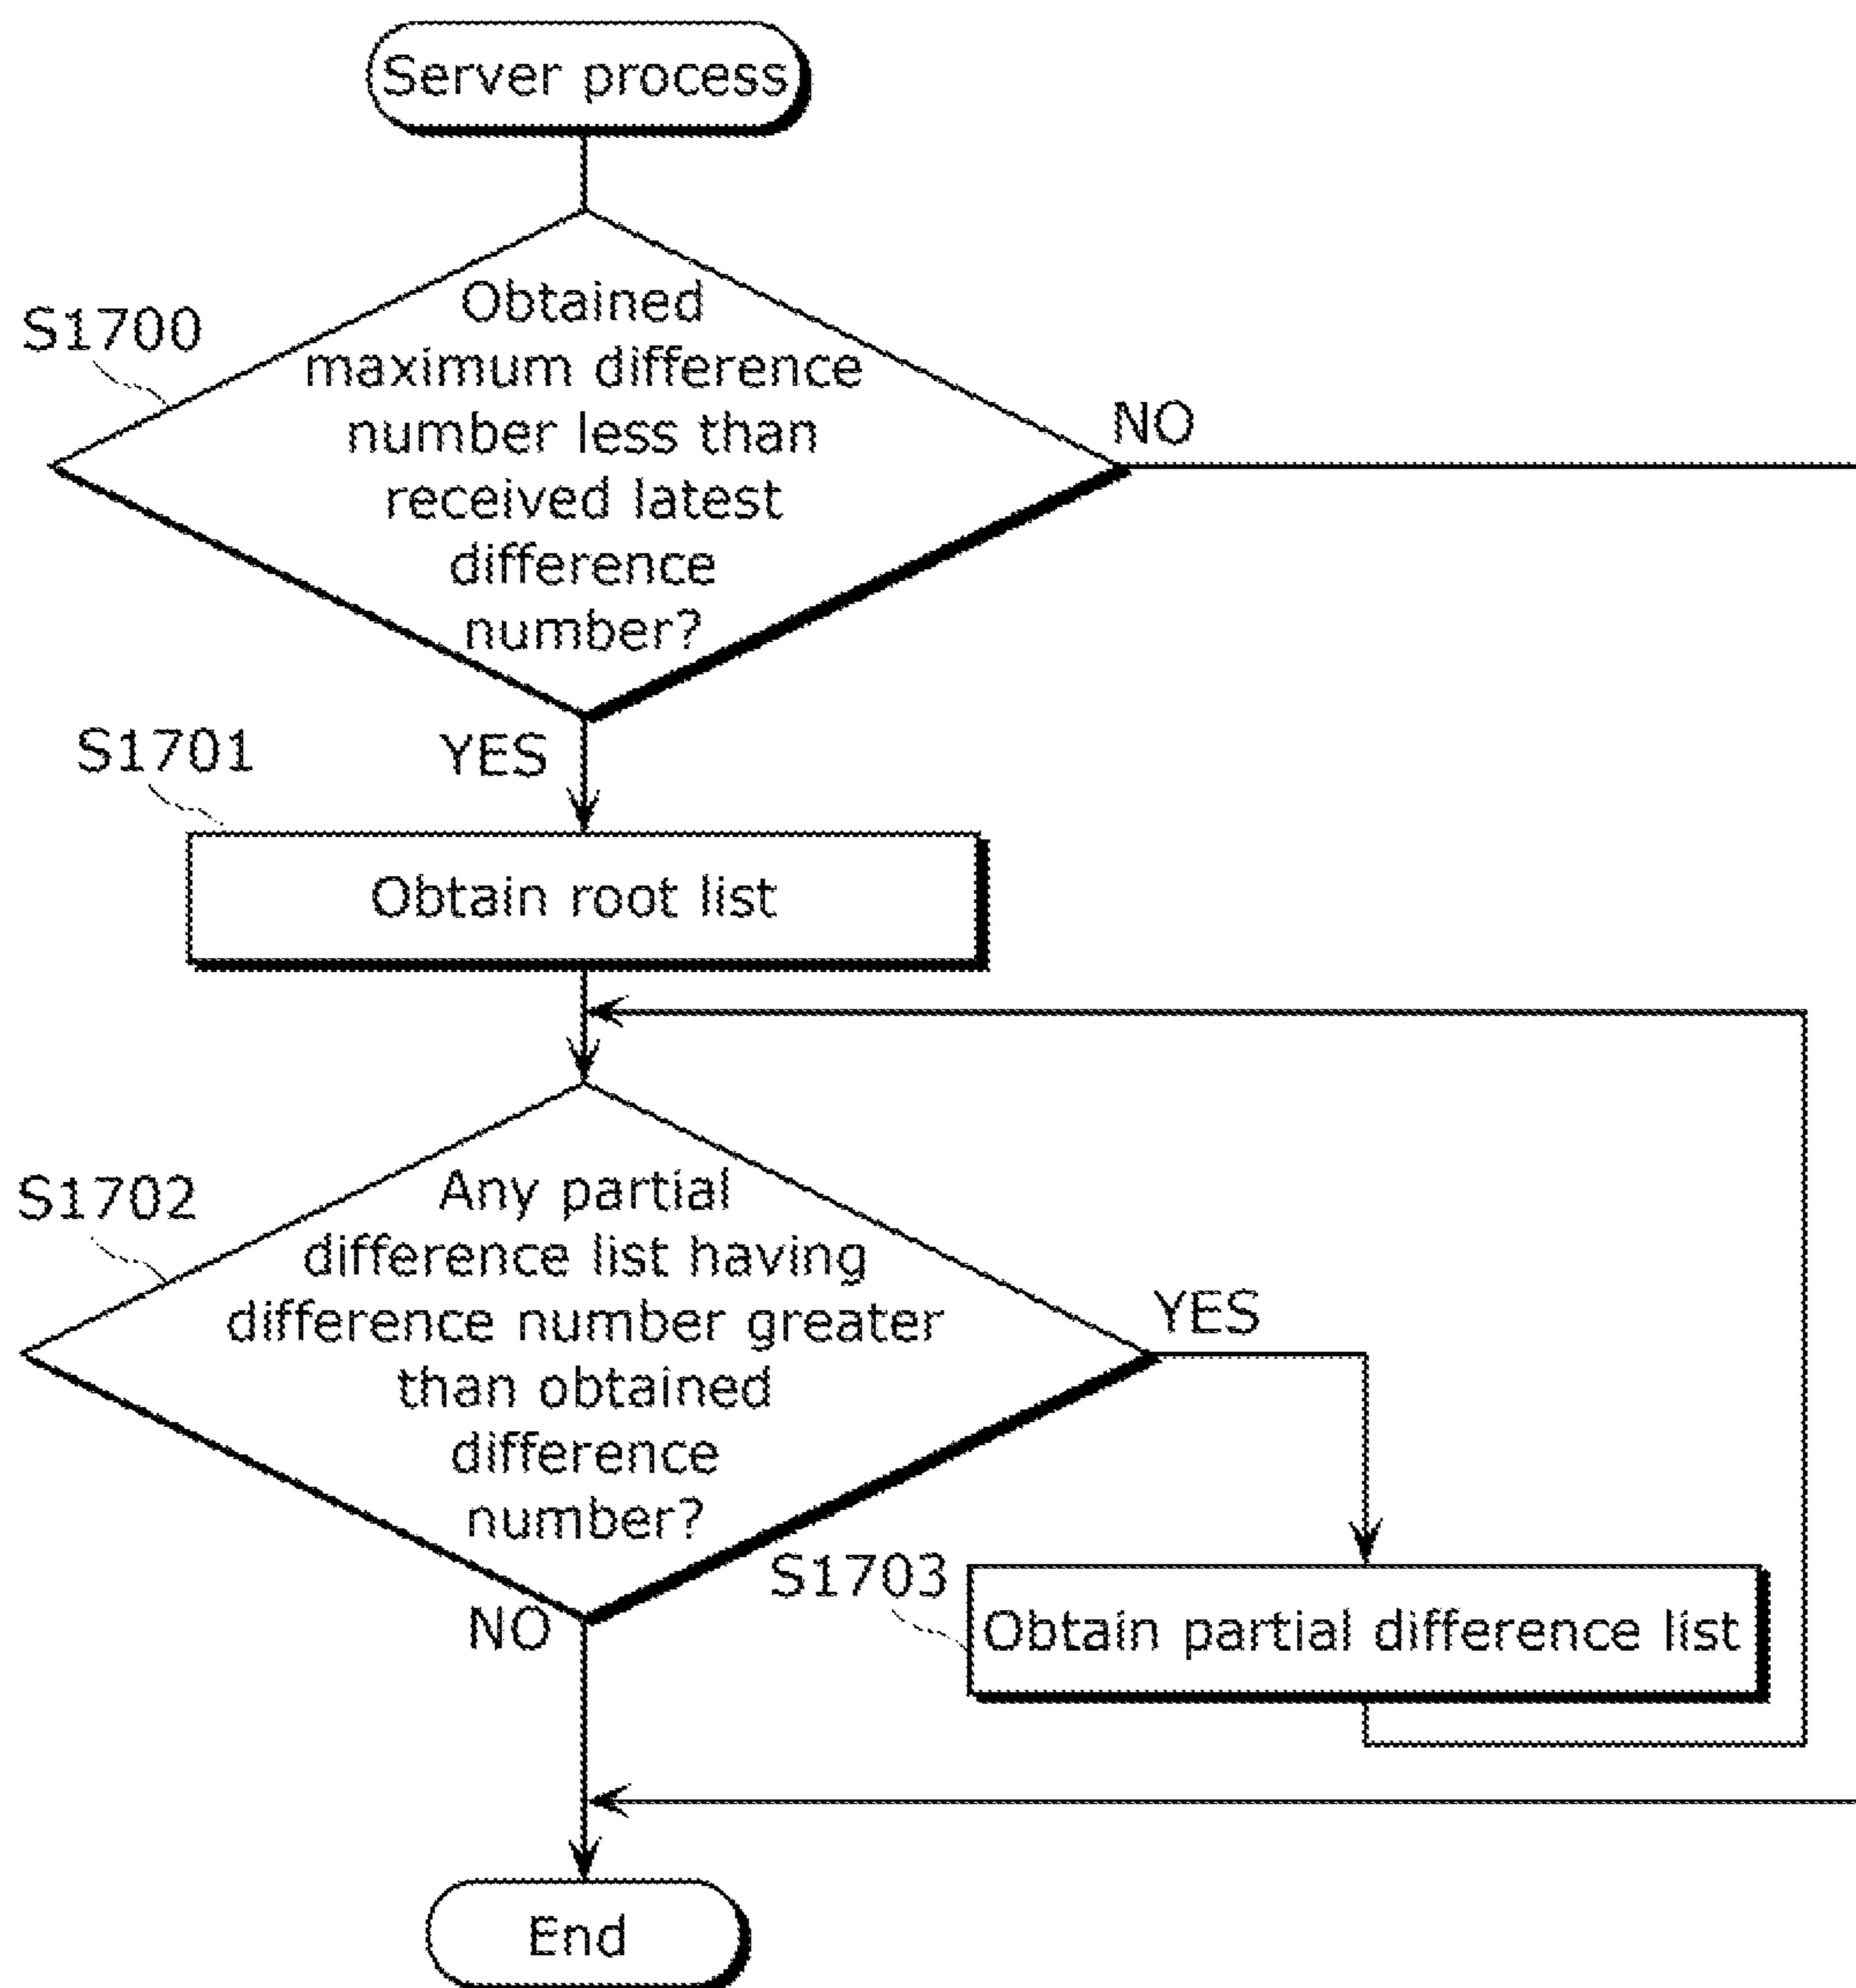 Server process
S1700
Obtained
maximum difference
number less than
received latest
difference
number?
NO
YES
S1701
Obtain root list
S1702
Any partial
difference list having
difference number greater
than obtained
difference
number?
YES
NO
S1703
Obtain partial difference list
End